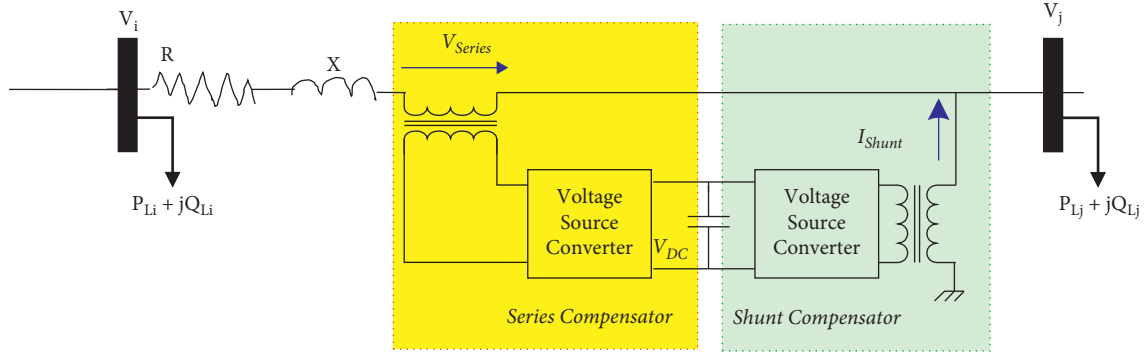 V_i
V_j
R
X
V_Series
I_Shunt
P_Li + jQ_Li
P_Lj + jQ_Lj
Voltage
Source
Converter
V_DC
Voltage
Source
Converter
Series Compensator
Shunt Compensator